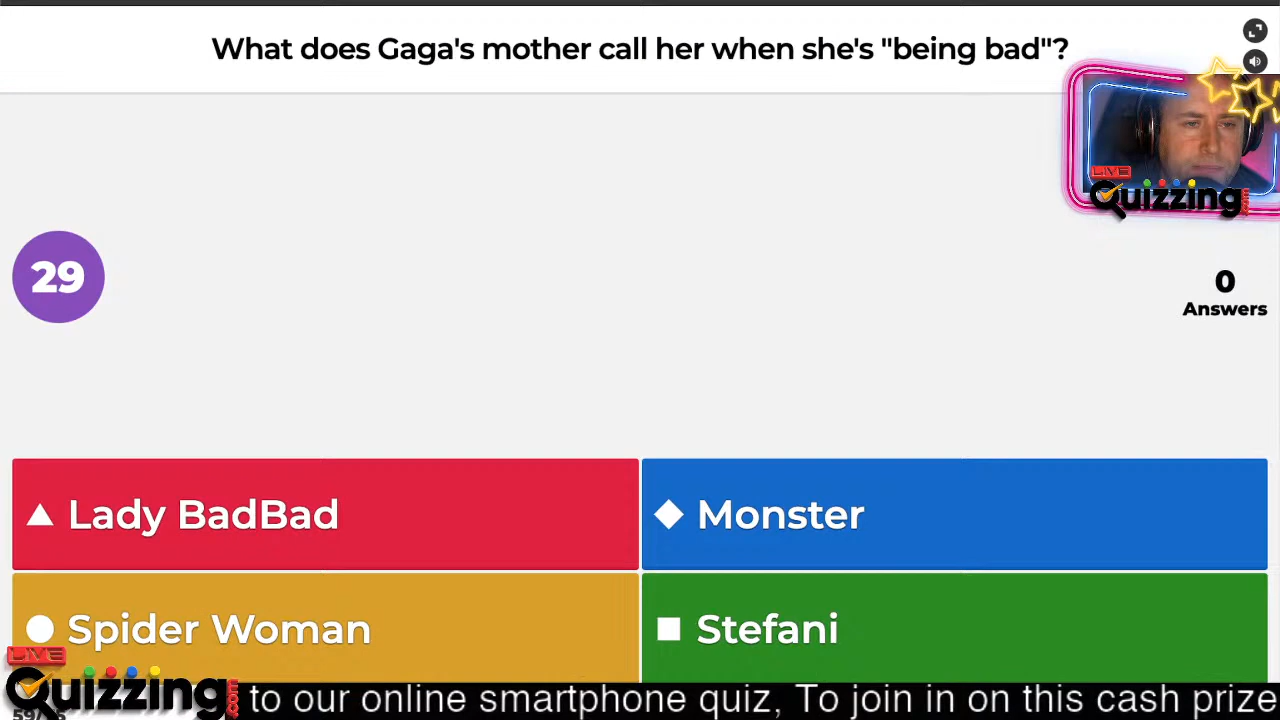 What does Gaga's mother call her when she's "being bad"?
LIVE
Quizzing
29
0
Answers
Lady BadBad
Monster
Spider Woman
Stefani
LIVE
Quizzing.com
to our online smartphone quiz, To join n on this cash prize